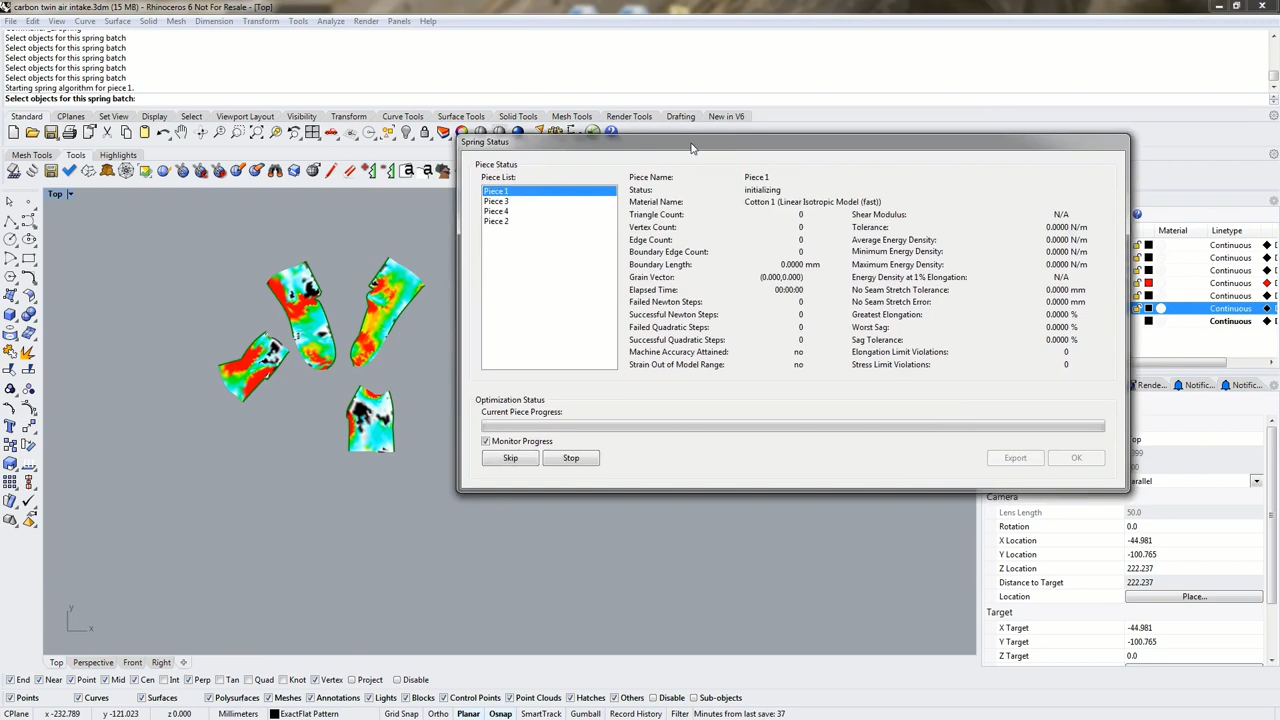 carbon twin air intake.3dm (15 MB) - Rhinoceros 6 Not For Resale - [Top]
File Edit View Curve Surface Solid Mesh Dimension Transform Tools Analyze Render Panels Help
Select objects for this spring batch
Select objects for this spring batch
Select objects for this spring batch
Select objects for this spring batch
Select objects for this spring batch
Starting spring algorithm for piece 1.
Select objects for this spring batch:
Standard CPlanes Set View Display Select Viewport Layout Visibility Transform Curve Tools Surface Tools Solid Tools Mesh Tools Render Tools Drafting New in V6
Mesh Tools Tools Highlights
Top
Spring Status
Piece Status
Piece List:
Piece 1
Piece 3
Piece 4
Piece 2
Piece Name: Piece 1
Status: initializing
Material Name: Cotton 1 (Linear Isotropic Model (fast))
Triangle Count: 0 Shear Modulus: N/A
Vertex Count: 0 Tolerance: 0.0000 N/m
Edge Count: 0 Average Energy Density: 0.0000 N/m
Boundary Edge Count: 0 Minimum Energy Density: 0.0000 N/m
Boundary Length: 0.0000 mm Maximum Energy Density: 0.0000 N/m
Grain Vector: (0.000,0.000) Energy Density at 1% Elongation: N/A
Elapsed Time: 00:00:00 No Seam Stretch Tolerance: 0.0000 mm
Failed Newton Steps: 0 No Seam Stretch Error: 0.0000 mm
Successful Newton Steps: 0 Greatest Elongation: 0.0000 %
Failed Quadratic Steps: 0 Worst Sag: 0.0000 %
Successful Quadratic Steps: 0 Sag Tolerance: 0.0000 %
Machine Accuracy Attained: no Elongation Limit Violations: 0
Strain Out of Model Range: no Stress Limit Violations: 0
Optimization Status
Current Piece Progress:
Monitor Progress
Skip Stop Export OK
Material Linetype
Continuous
Continuous
Continuous
Continuous
Continuous
Continuous
Continuous
Rende... Notific... Notific...
Camera
Lens Length 50.0
Rotation 0.0
X Location -44.981
Y Location -100.765
Z Location 222.237
Distance to Target 222.237
Location Place...
Target
X Target -44.981
Y Target -100.765
Z Target 0.0
y
x
Top Perspective Front Right
End Near Point Mid Cen Int Perp Tan Quad Knot Vertex Project Disable
Points Curves Surfaces Polysurfaces Meshes Annotations Lights Blocks Control Points Point Clouds Hatches Others Disable Sub-objects
CPlane x -232.789 y -121.023 z 0.000 Millimeters ExactFlat Pattern Grid Snap Ortho Planar Osnap SmartTrack Gumball Record History Filter Minutes from last save: 37